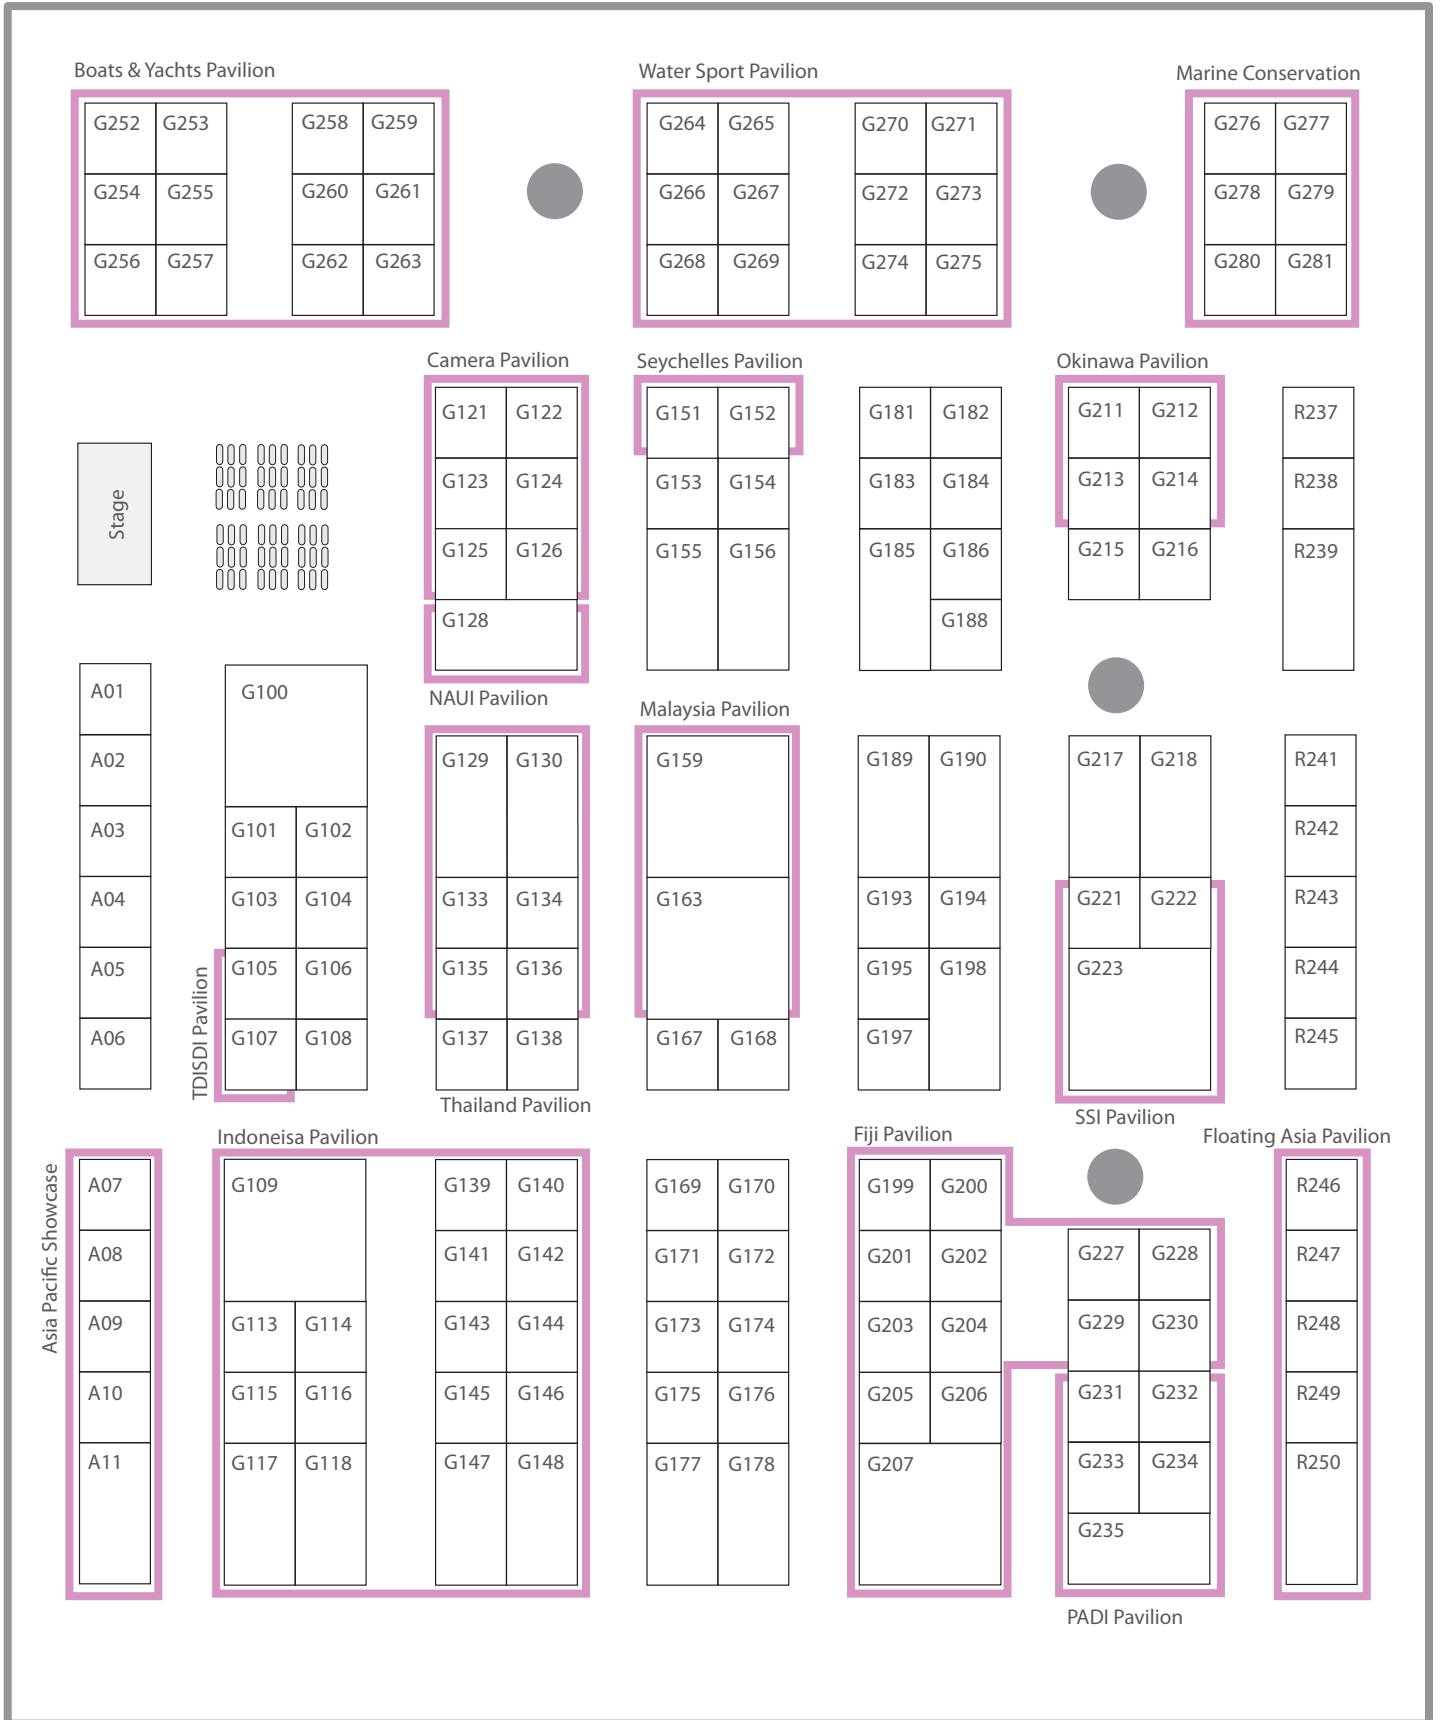 Boats & Yachts Pavilion
Water Sport Pavilion
Marine Conservation
G252 G253 G258 G259 G264 G265 G270 G271 G276 G277
G254 G255 G260 G261 G266 G267 G272 G273 G278 G279
G256 G257 G262 G263 G268 G269 G274 G275 G280 G281
Camera Pavilion
Seychelles Pavilion
Okinawa Pavilion
G121 G122 G151 G152 G181 G182 G211 G212 R237
G123 G124 G153 G154 G183 G184 G213 G214 R238
Stage
G125 G126 G155 G156 G185 G186 G215 G216 R239
G128 G188
NAUI Pavilion
Malaysia Pavilion
A01 G100
A02 G129 G130 G159 G189 G190 G217 G218 R241
A03 G101 G102 R242
A04 G103 G104 G133 G134 G163 G193 G194 G221 G222 R243
A05 G105 G106 G135 G136 G195 G198 G223 R244
TDISDI Pavilion
A06 G107 G108 G137 G138 G167 G168 G197 R245
Thailand Pavilion
SSI Pavilion
Indoneisa Pavilion
Fiji Pavilion
Floating Asia Pavilion
Asia Pacific Showcase
A07 G109 G139 G140 G169 G170 G199 G200 R246
A08 G141 G142 G171 G172 G201 G202 G227 G228 R247
A09 G113 G114 G143 G144 G173 G174 G203 G204 G229 G230 R248
A10 G115 G116 G145 G146 G175 G176 G205 G206 G231 G232 R249
A11 G117 G118 G147 G148 G177 G178 G207 G233 G234 R250
G235
PADI Pavilion